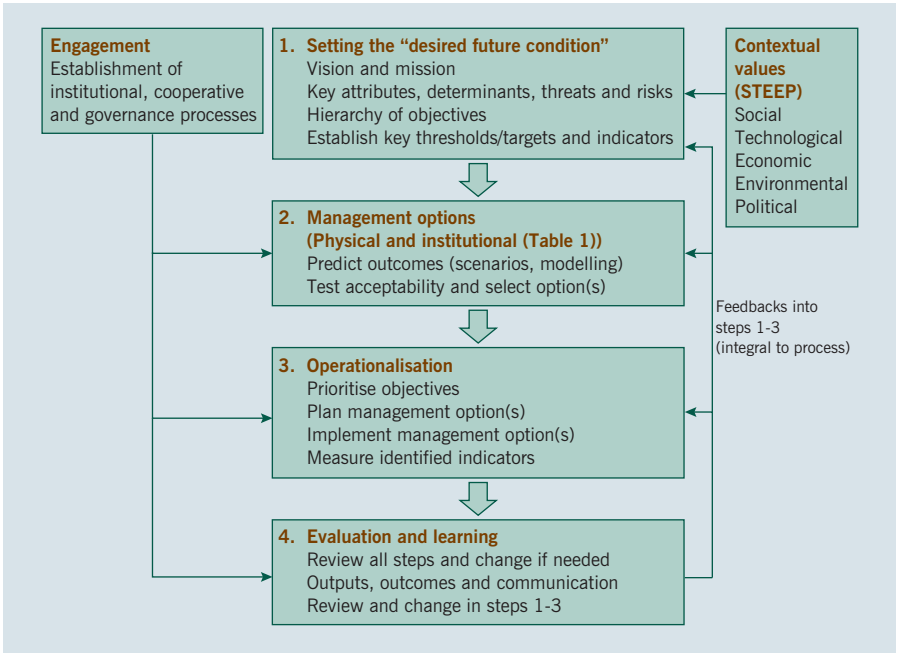 Engagement
Establishment of
institutional, cooperative
and governance processes
1. Setting the “desired future condition”
Vision and mission
Key attributes, determinants, threats and risks
Hierarchy of objectives
Establish key thresholds/targets and indicators
Contextual
values
(STEEP)
Social
Technological
Economic
Environmental
Political
2. Management options
(Physical and institutional (Table 1))
Predict outcomes (scenarios, modelling)
Test acceptability and select option(s)
Feedbacks into
steps 1-3
(integral to process)
3. Operationalisation
Prioritise objectives
Plan management option(s)
Implement management option(s)
Measure identified indicators
4. Evaluation and learning
Review all steps and change if needed
Outputs, outcomes and communication
Review and change in steps 1-3